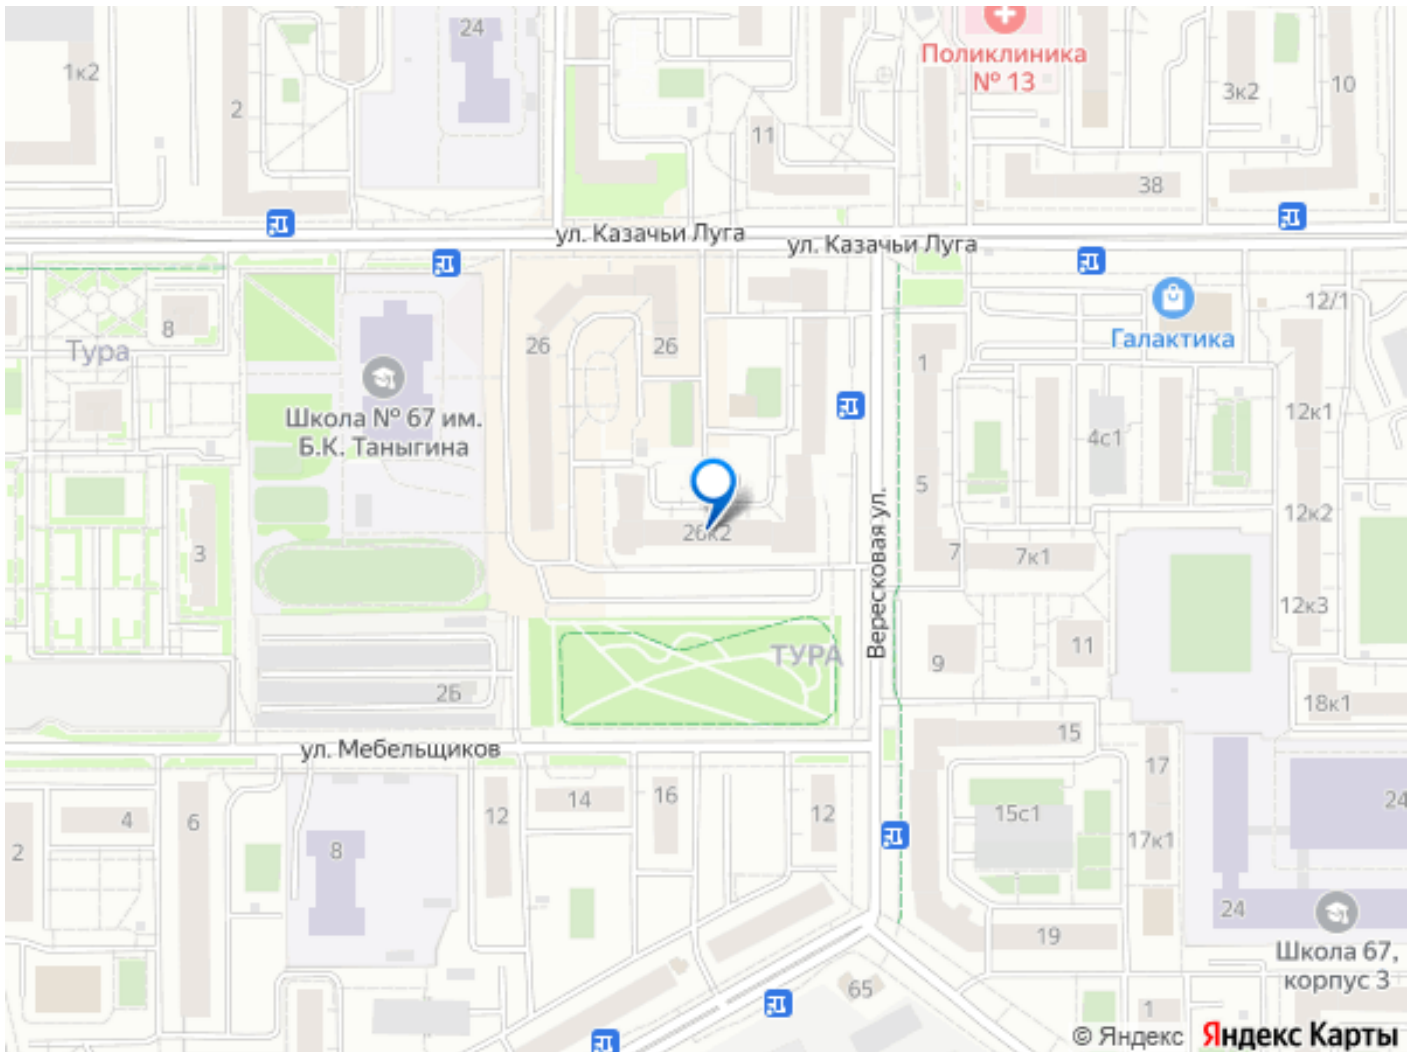 24
Поликлиника
№ 13
1к2
2
3к2
10
11
38
ул. Казачьи Луга
ул. Казачьи Луга
12/1
8
Тура
26
26
Галактика
1
Школа № 67 им.
Б.К. Таныгина
12к1
4с1
5
12к2
26к2
3
7
7к1
Вересковая ул.
12к3
ТУРА
9
11
2Б
18к1
ул. Мебельщиков
15
17
4
6
12
14
16
12
15с1
24
2
8
17к1
24
19
Школа 67,
корпус 3
65
1
© Яндекс
Яндекс Карты